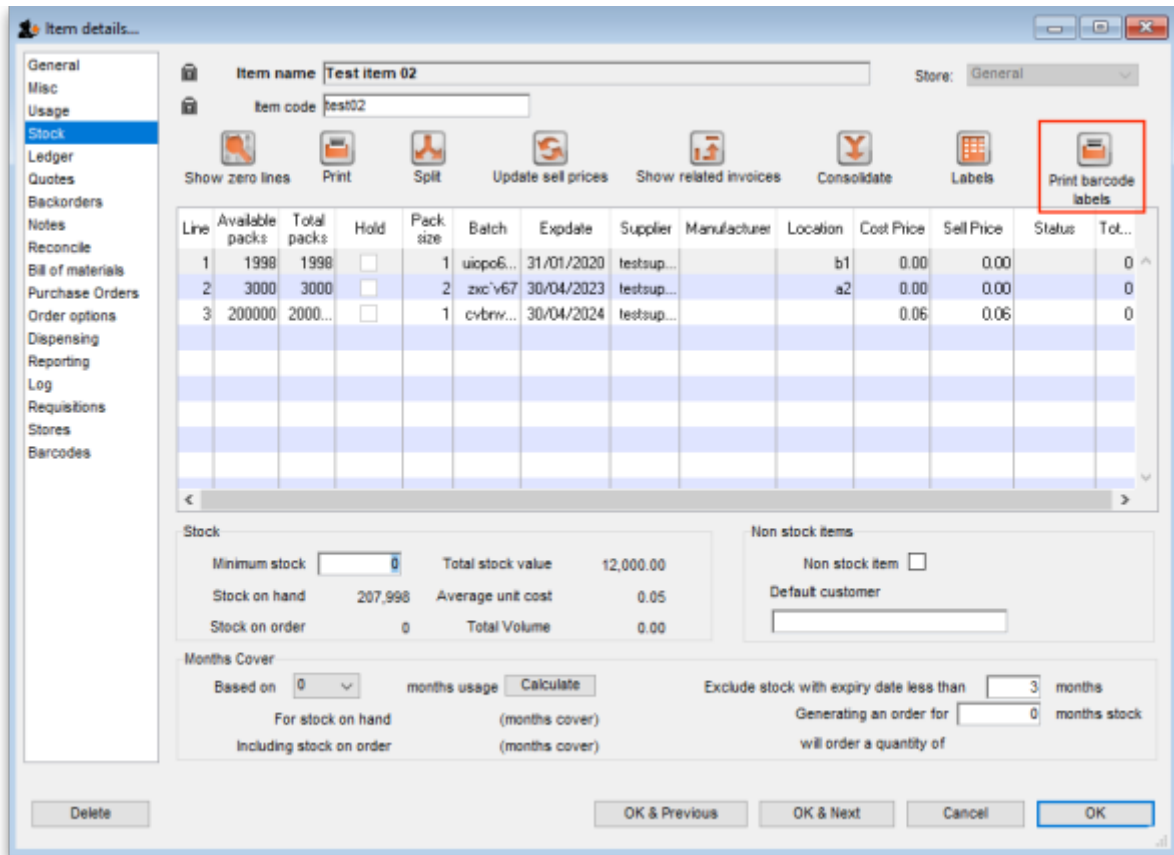 Item details...
General
Misc
Usage
Stock
Ledger
Quotes
Backorders
Notes
Reconcile
Bill of materials
Purchase Orders
Order options
Dispensing
Reporting
Log
Requisitions
Stores
Barcodes
Item name Test item 02 Store: General
Item code test02
Show zero lines Print Split Update sell prices Show related invoices Consolidate Labels Print barcode labels
Line Available packs Total packs Hold Pack size Batch Expdate Supplier Manufacturer Location Cost Price Sell Price Status Tot...
1 1998 1998 1 uiopo6... 31/01/2020 testsup... b1 0.00 0.00 0
2 3000 3000 2 zxc`v67 30/04/2023 testsup... a2 0.00 0.00 0
3 200000 2000... 1 cvbnv... 30/04/2024 testsup... 0.06 0.06 0
Stock
Minimum stock 0 Total stock value 12,000.00
Stock on hand 207,998 Average unit cost 0.05
Stock on order 0 Total Volume 0.00
Non stock items
Non stock item
Default customer
Months Cover
Based on 0 months usage Calculate
For stock on hand (months cover)
Including stock on order (months cover)
Exclude stock with expiry date less than 3 months
Generating an order for 0 months stock
will order a quantity of
Delete OK & Previous OK & Next Cancel OK